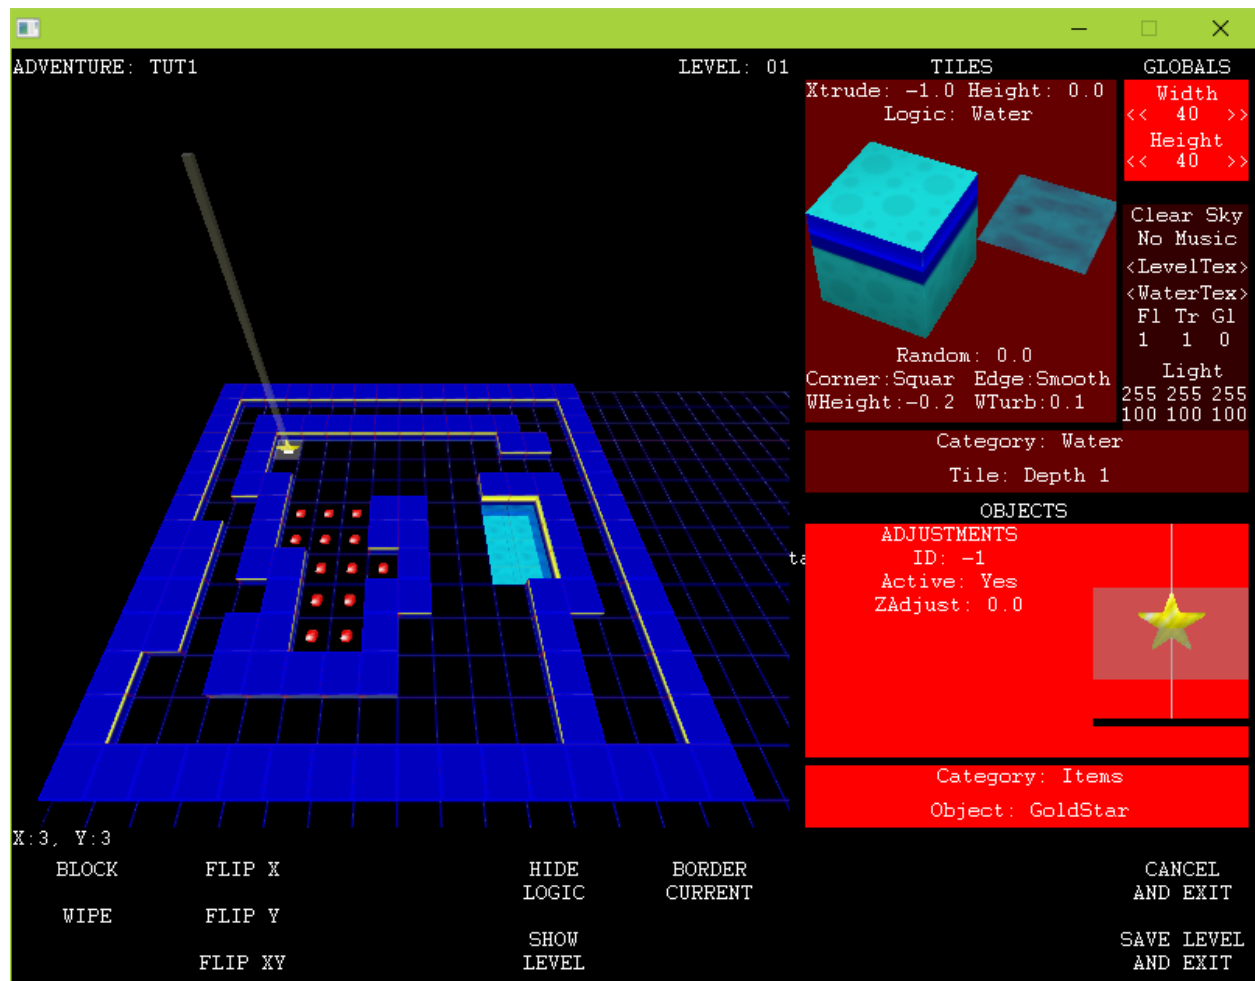 ADVENTURE: TUT1
LEVEL: 01
TILES
Xtrude: -1.0 Height: 0.0
Logic: Water
Random: 0.0
Corner:Squar Edge:Smooth
WHeight:-0.2 WTurb:0.1
Category: Water
Tile: Depth 1
GLOBALS
Width
<< 40 >>
Height
<< 40 >>
Clear Sky
No Music
<LevelTex>
<WaterTex>
Fl Tr Gl
1 1 0
Light
255 255 255
100 100 100
OBJECTS
ADJUSTMENTS
ID: -1
Active: Yes
ZAdjust: 0.0
Category: Items
Object: GoldStar
X:3, Y:3
BLOCK
WIPE
FLIP X
FLIP Y
FLIP XY
HIDE
LOGIC
SHOW
LEVEL
BORDER
CURRENT
CANCEL
AND EXIT
SAVE LEVEL
AND EXIT